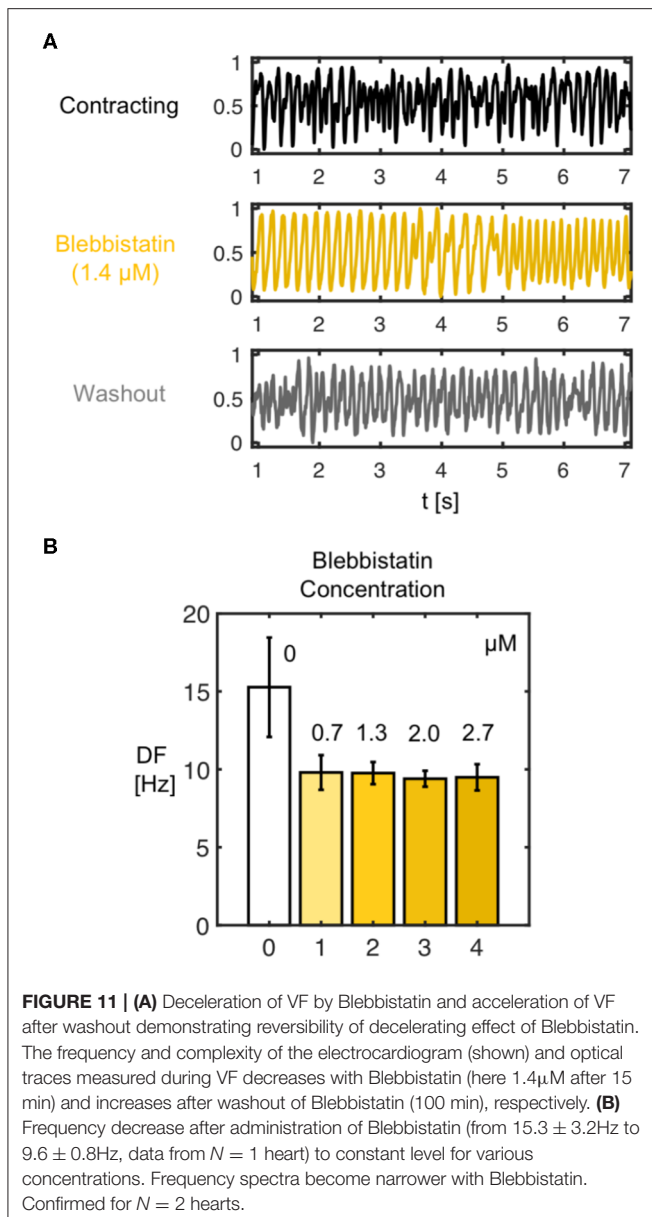 A
Contracting
1
0.5
0
1 2 3 4 5 6 7
Blebbistatin
(1.4 µM)
1
0.5
0
1 2 3 4 5 6 7
Washout
1
0.5
0
1 2 3 4 5 6 7
t [s]
B
Blebbistatin
Concentration
20
15
10
5
0
DF
[Hz]
0
µM
0.7 1.3 2.0 2.7
0 1 2 3 4
FIGURE 11 | (A) Deceleration of VF by Blebbistatin and acceleration of VF
after washout demonstrating reversibility of decelerating effect of Blebbistatin.
The frequency and complexity of the electrocardiogram (shown) and optical
traces measured during VF decreases with Blebbistatin (here 1.4µM after 15
min) and increases after washout of Blebbistatin (100 min), respectively. (B)
Frequency decrease after administration of Blebbistatin (from 15.3 ± 3.2Hz to
9.6 ± 0.8Hz, data from N = 1 heart) to constant level for various
concentrations. Frequency spectra become narrower with Blebbistatin.
Confirmed for N = 2 hearts.